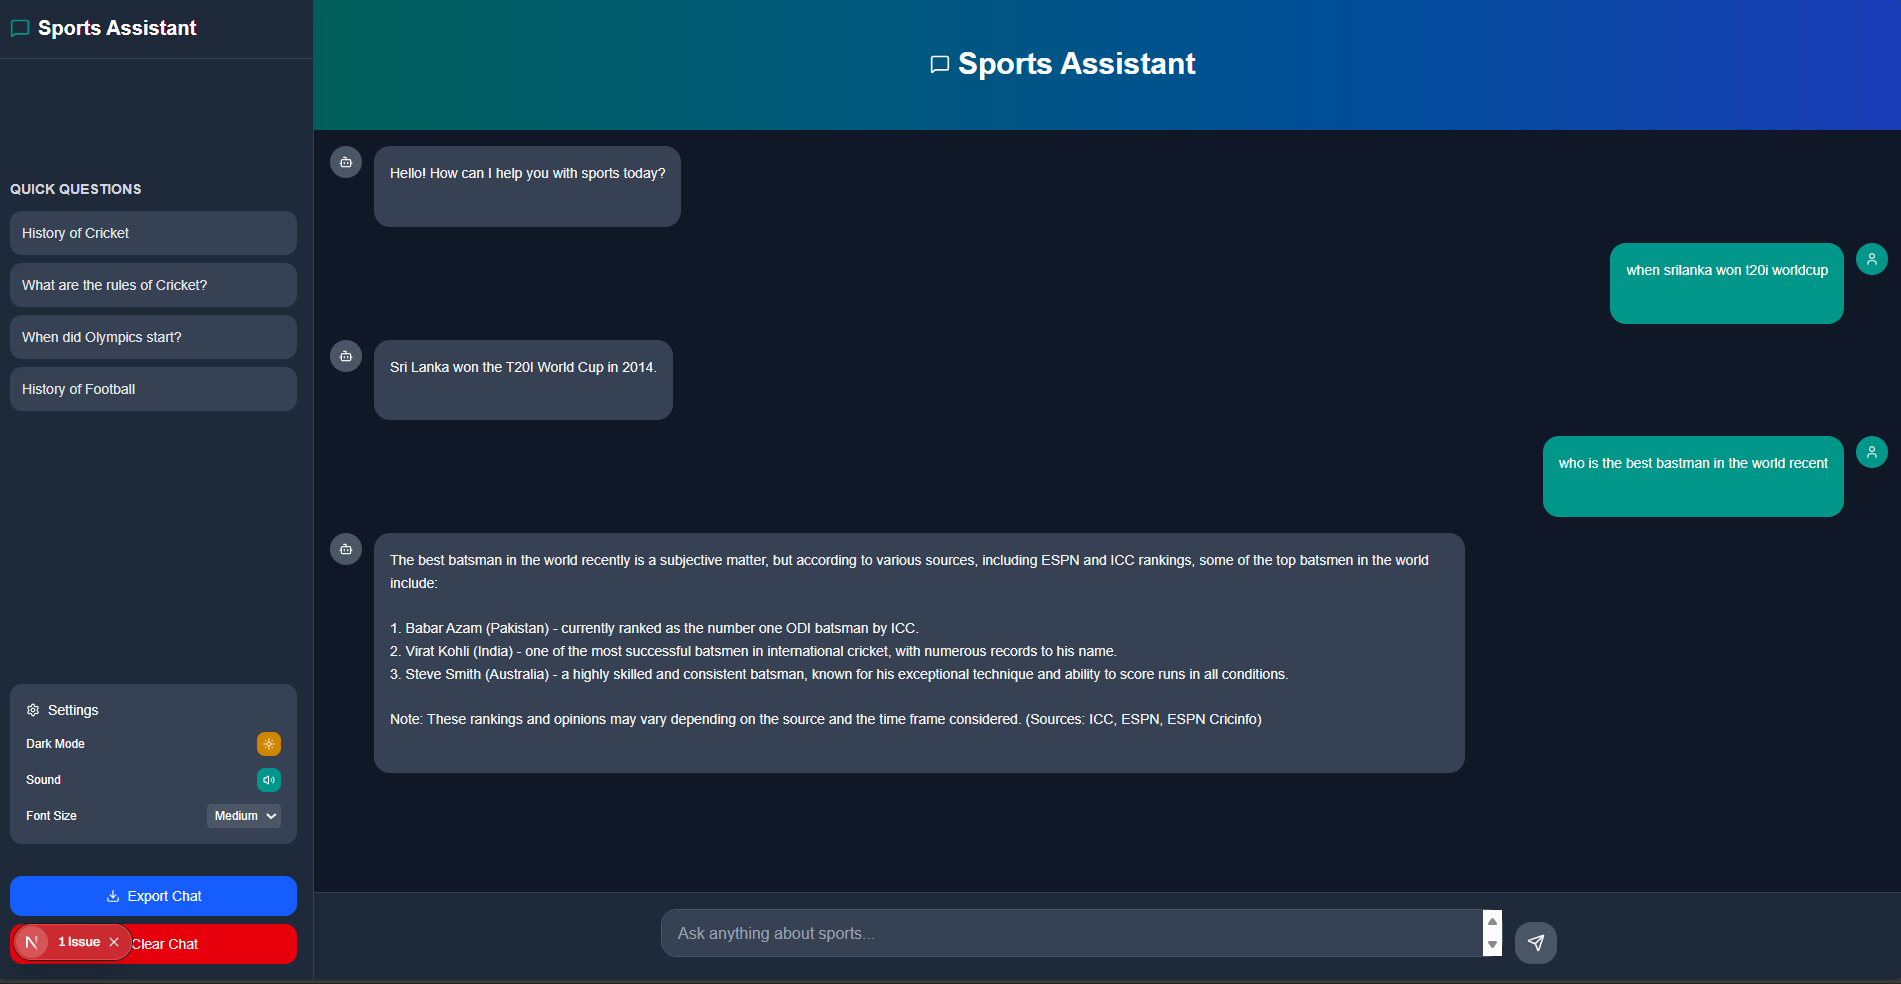 Sports Assistant
QUICK QUESTIONS
History of Cricket
What are the rules of Cricket?
When did Olympics start?
History of Football
Settings
Dark Mode
Sound
Font Size
Medium
Export Chat
N
1 Issue
Clear Chat
Sports Assistant
Hello! How can I help you with sports today?
when srilanka won t20i worldcup
Sri Lanka won the T20I World Cup in 2014.
who is the best bastman in the world recent
The best batsman in the world recently is a subjective matter, but according to various sources, including ESPN and ICC rankings, some of the top batsmen in the world
include:
1. Babar Azam (Pakistan) - currently ranked as the number one ODI batsman by ICC.
2. Virat Kohli (India) - one of the most successful batsmen in international cricket, with numerous records to his name.
3. Steve Smith (Australia) - a highly skilled and consistent batsman, known for his exceptional technique and ability to score runs in all conditions.
Note: These rankings and opinions may vary depending on the source and the time frame considered. (Sources: ICC, ESPN, ESPN Cricinfo)
Ask anything about sports...